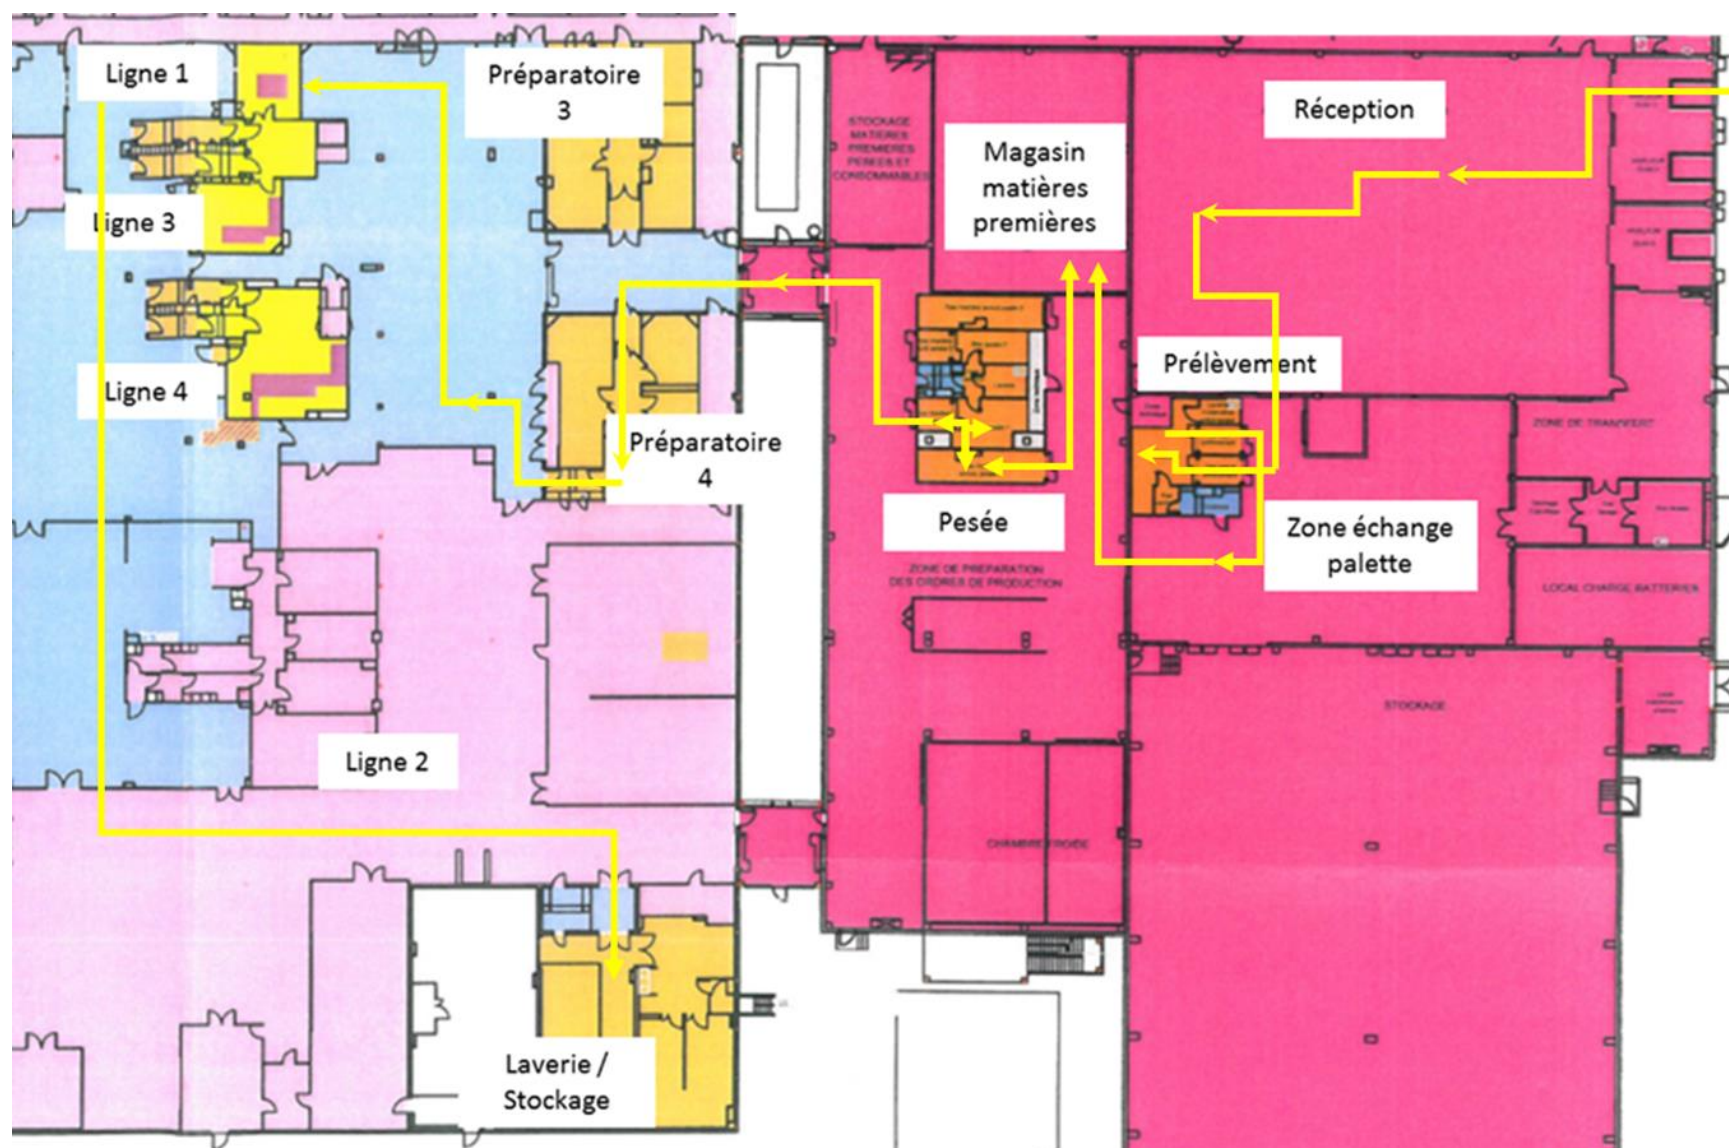 Ligne 1
Préparatoire
3
Réception
STOCKAGE
MATIERES
PREMIERES
PESEES ET
CONSOMMABLES
Magasin
matières
premières
Ligne 3
Ligne 4
Prélèvement
ZONE DE TRANSFERT
Préparatoire
4
Pesée
Zone échange
palette
ZONE DE PREPARATION
DES ORDRES DE PRODUCTION
LOCAL CHARGE BATTERIES
STOCKAGE
Ligne 2
CHAMBRE FROIDE
Laverie /
Stockage